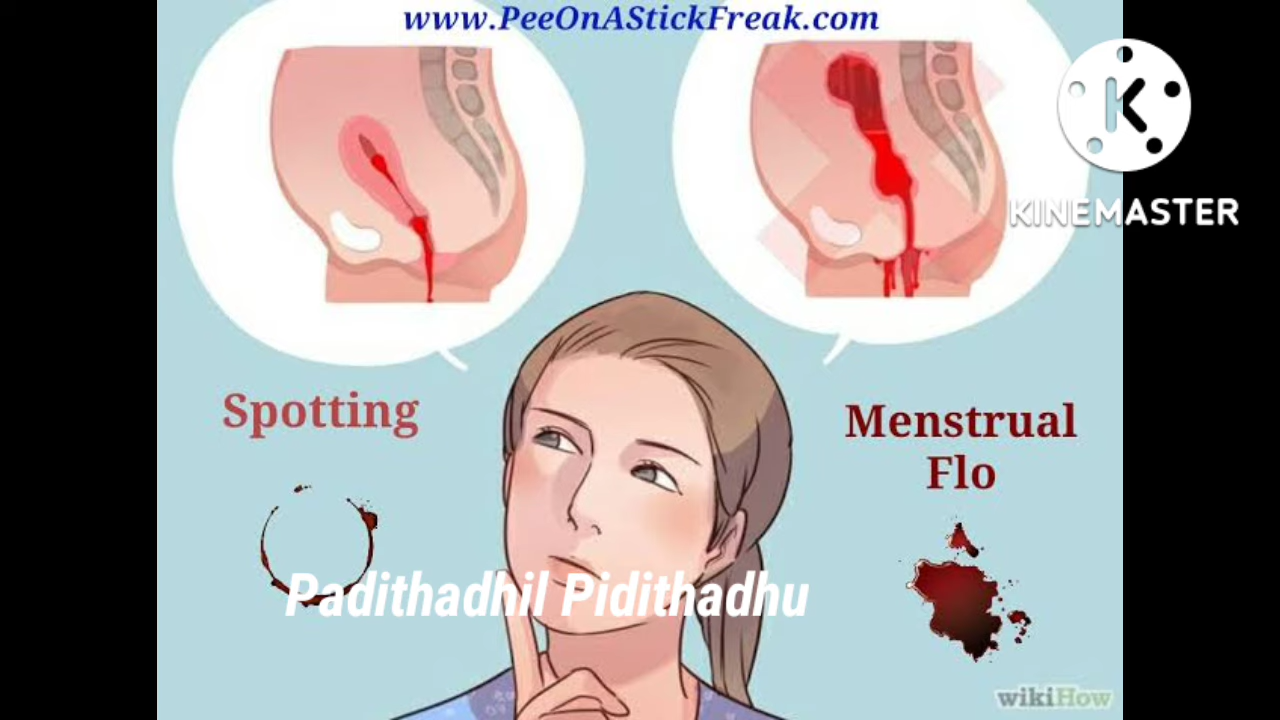 www.PeeOnAStickFreak.com
KINEMASTER
Spotting
Menstrual
Flo
Padithadhil Pidithadhu
wikiHow